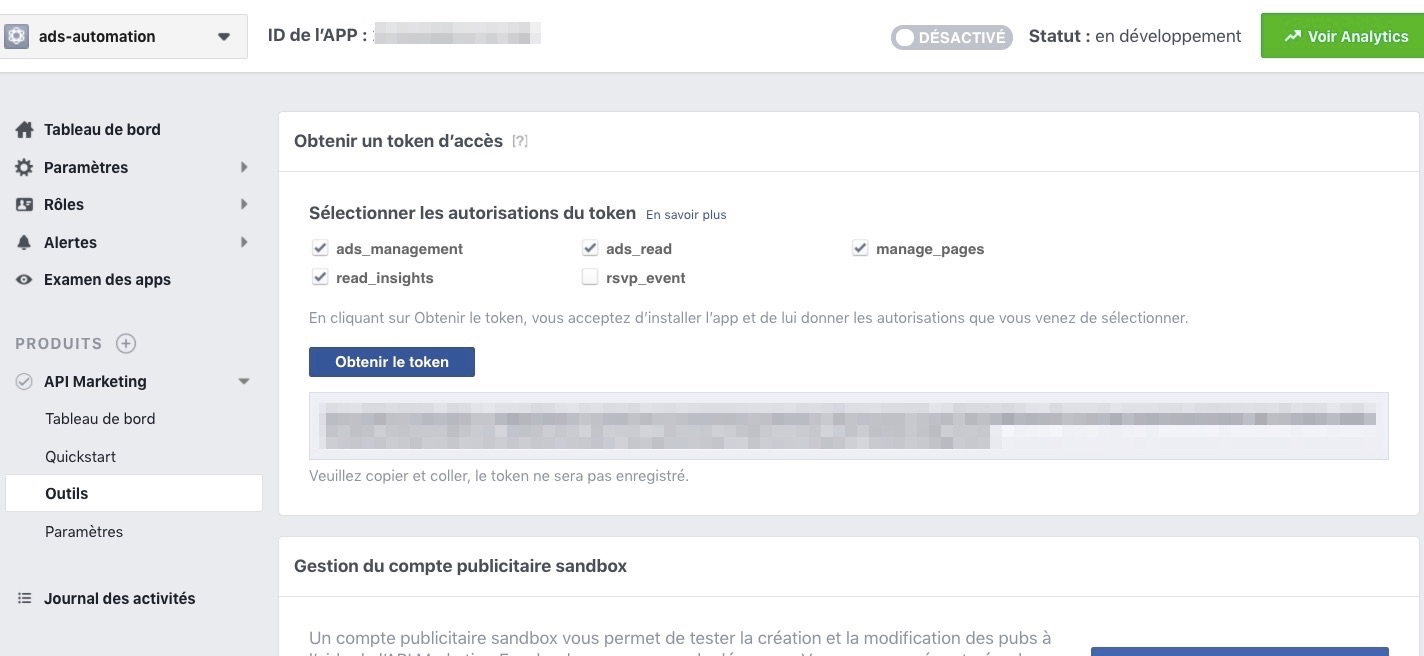 ads-automation
ID de l'APP :
DÉSACTIVÉ
Statut : en développement
Voir Analytics
Tableau de bord
Paramètres
Rôles
Alertes
Examen des apps
PRODUITS
API Marketing
Tableau de bord
Quickstart
Outils
Paramètres
Journal des activités
Obtenir un token d'accès [?]
Sélectionner les autorisations du token En savoir plus
ads_management ads_read manage_pages
read_insights rsvp_event
En cliquant sur Obtenir le token, vous acceptez d'installer l'app et de lui donner les autorisations que vous venez de sélectionner.
Obtenir le token
Veuillez copier et coller, le token ne sera pas enregistré.
Gestion du compte publicitaire sandbox
Un compte publicitaire sandbox vous permet de tester la création et la modification des pubs à